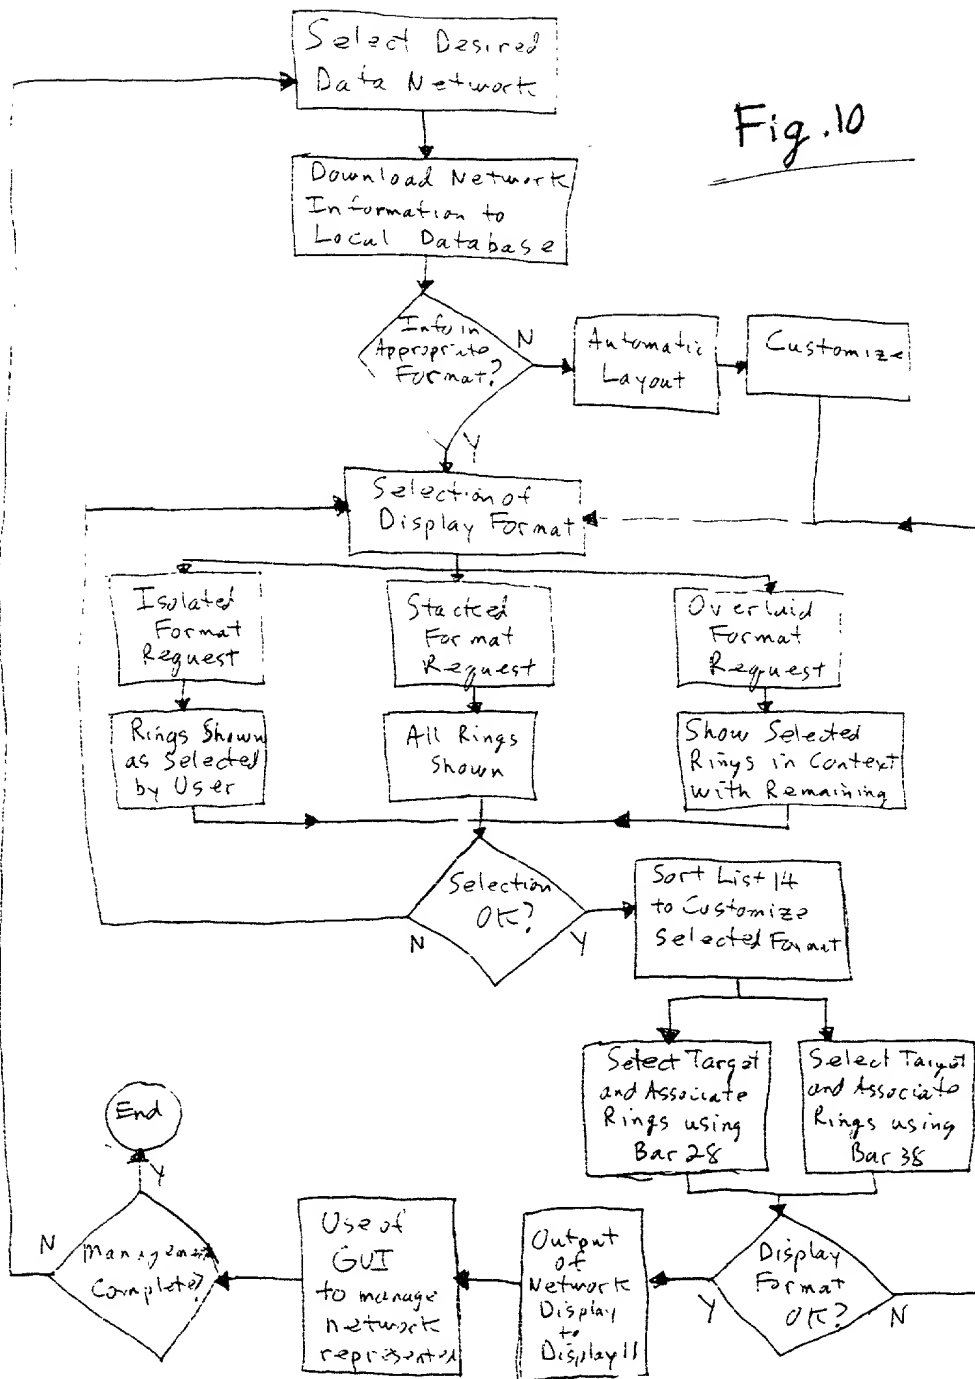 Select Desired
Data Network
Fig.10
Download Network
Information to
Local Database
Info in
Appropriate
Format?
N
Automatic
Layout
Customize
Y
Selection of
Display Format
Isolated
Format
Request
Stacked
Format
Request
Overlaid
Format
Request
Rings Shown
as Selected
by User
All Rings
Shown
Show Selected
Rings in Context
with Remaining
Selection
OK?
N
Y
Sort List 14
to Customize
Selected Format
Select Target
and Associate
Rings using
Bar 28
Select Target
and Associate
Rings using
Bar 38
End
Y
N
Management
Complete?
Use of
GUI
to manage
network
represented
Output
of
Network
Display
to
Display 11
Y
Display
Format
OK?
N